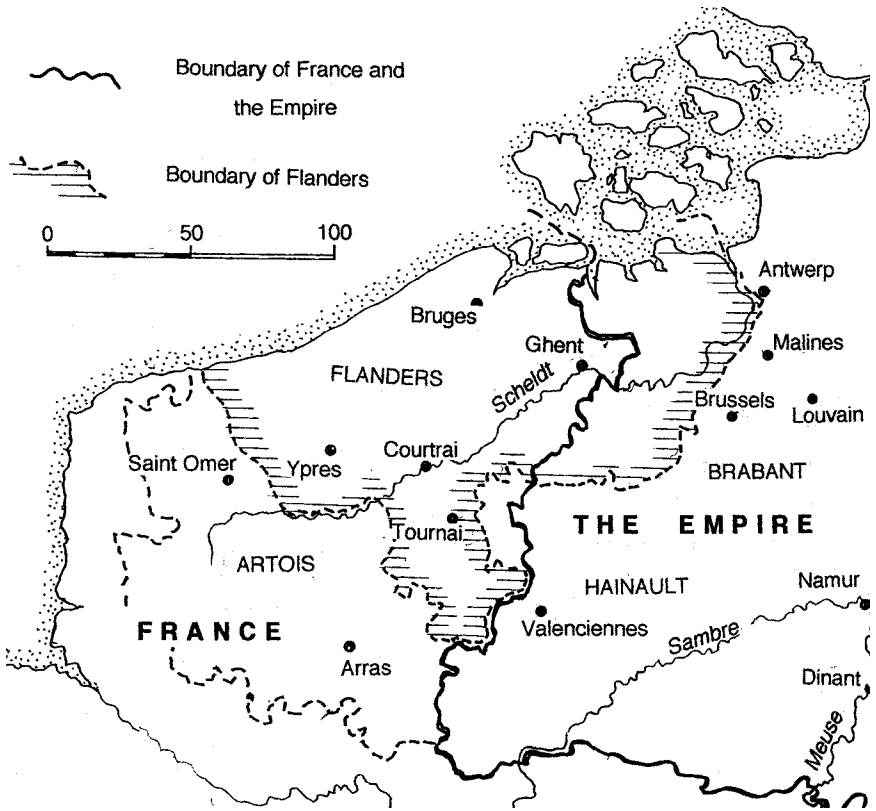 Boundary of France and
the Empire
Boundary of Flanders
0 50 100
Antwerp
Bruges
Malines
Ghent
FLANDERS
Scheldt
Brussels
Louvain
Courtrai
Saint Omer
Ypres
BRABANT
Tournai
THE EMPIRE
ARTOIS
HAINAULT
Namur
FRANCE
Valenciennes
Sambre
Arras
Dinant
Meuse